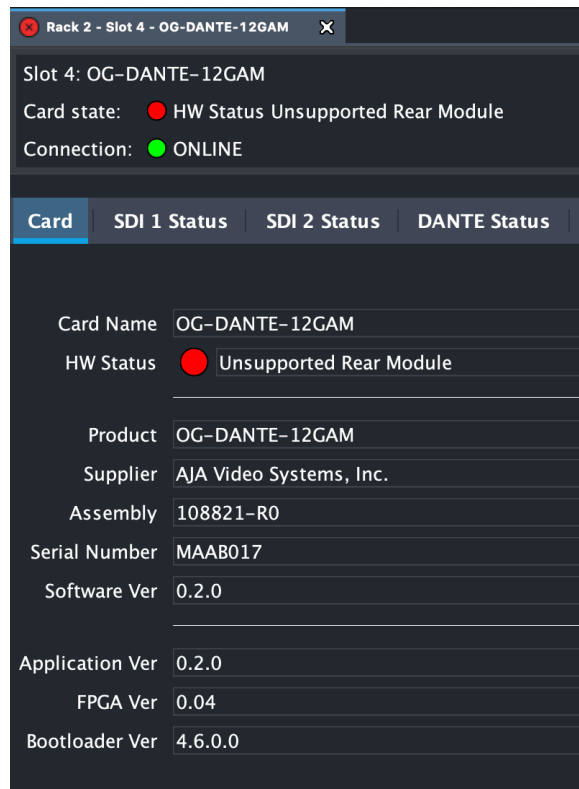 Rack 2 - Slot 4 - OG-DANTE-12GAM X
Slot 4: OG-DANTE-12GAM
Card state: HW Status Unsupported Rear Module
Connection: ONLINE
Card SDI 1 Status SDI 2 Status DANTE Status
Card Name OG-DANTE-12GAM
HW Status Unsupported Rear Module
Product OG-DANTE-12GAM
Supplier AJA Video Systems, Inc.
Assembly 108821-R0
Serial Number MAAB017
Software Ver 0.2.0
Application Ver 0.2.0
FPGA Ver 0.04
Bootloader Ver 4.6.0.0